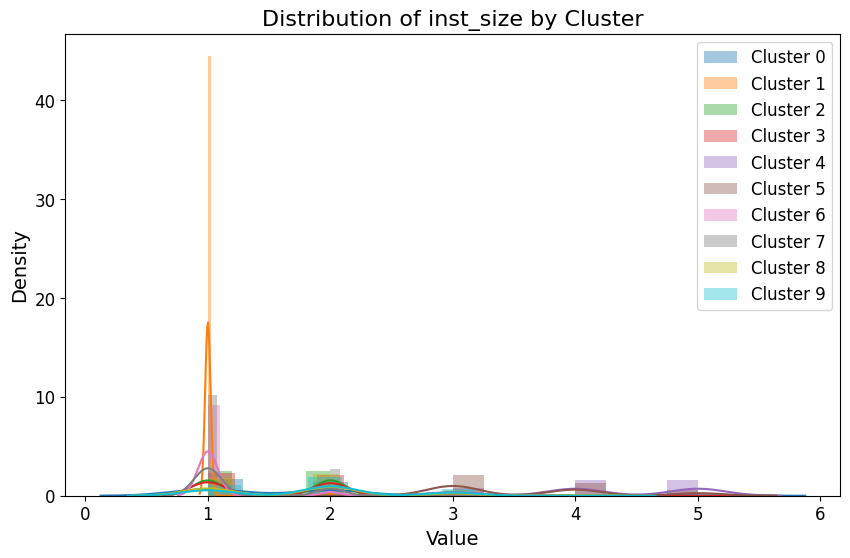 Distribution of inst_size by Cluster
Density
40
30
20
10
0
0 1 2 3 4 5 6
Value
Cluster 0
Cluster 1
Cluster 2
Cluster 3
Cluster 4
Cluster 5
Cluster 6
Cluster 7
Cluster 8
Cluster 9